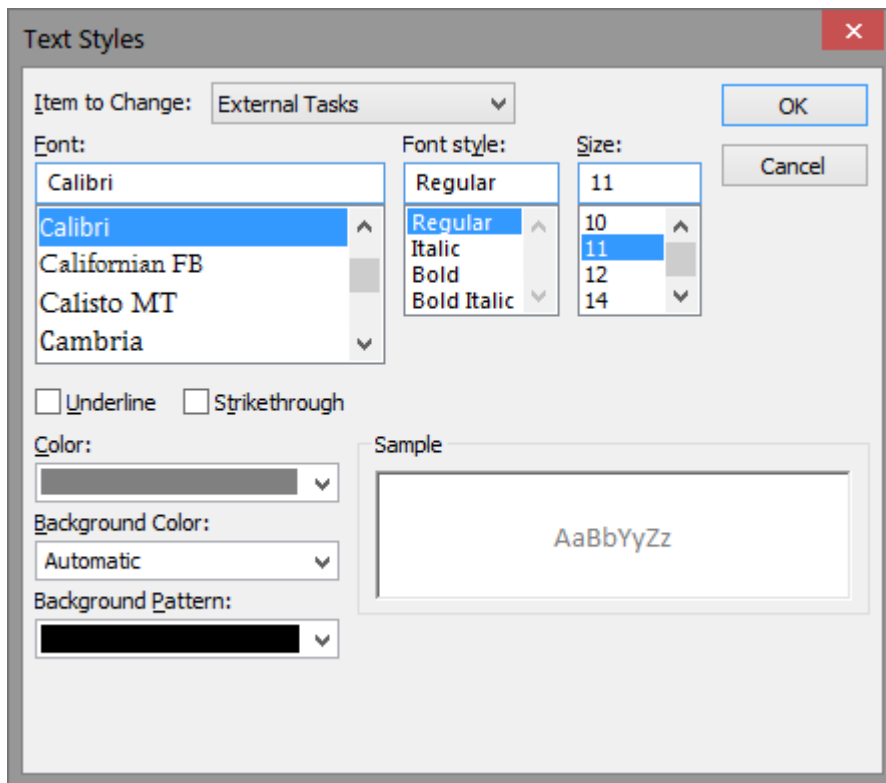 Text Styles
Item to Change: External Tasks
OK
Font: Font style: Size:
Cancel
Calibri Regular 11
Calibri Regular 10
Californian FB Italic 11
Calisto MT Bold 12
Cambria Bold Italic 14
Underline Strikethrough
Color: Sample
Background Color:
AaBbYyZz
Automatic
Background Pattern: